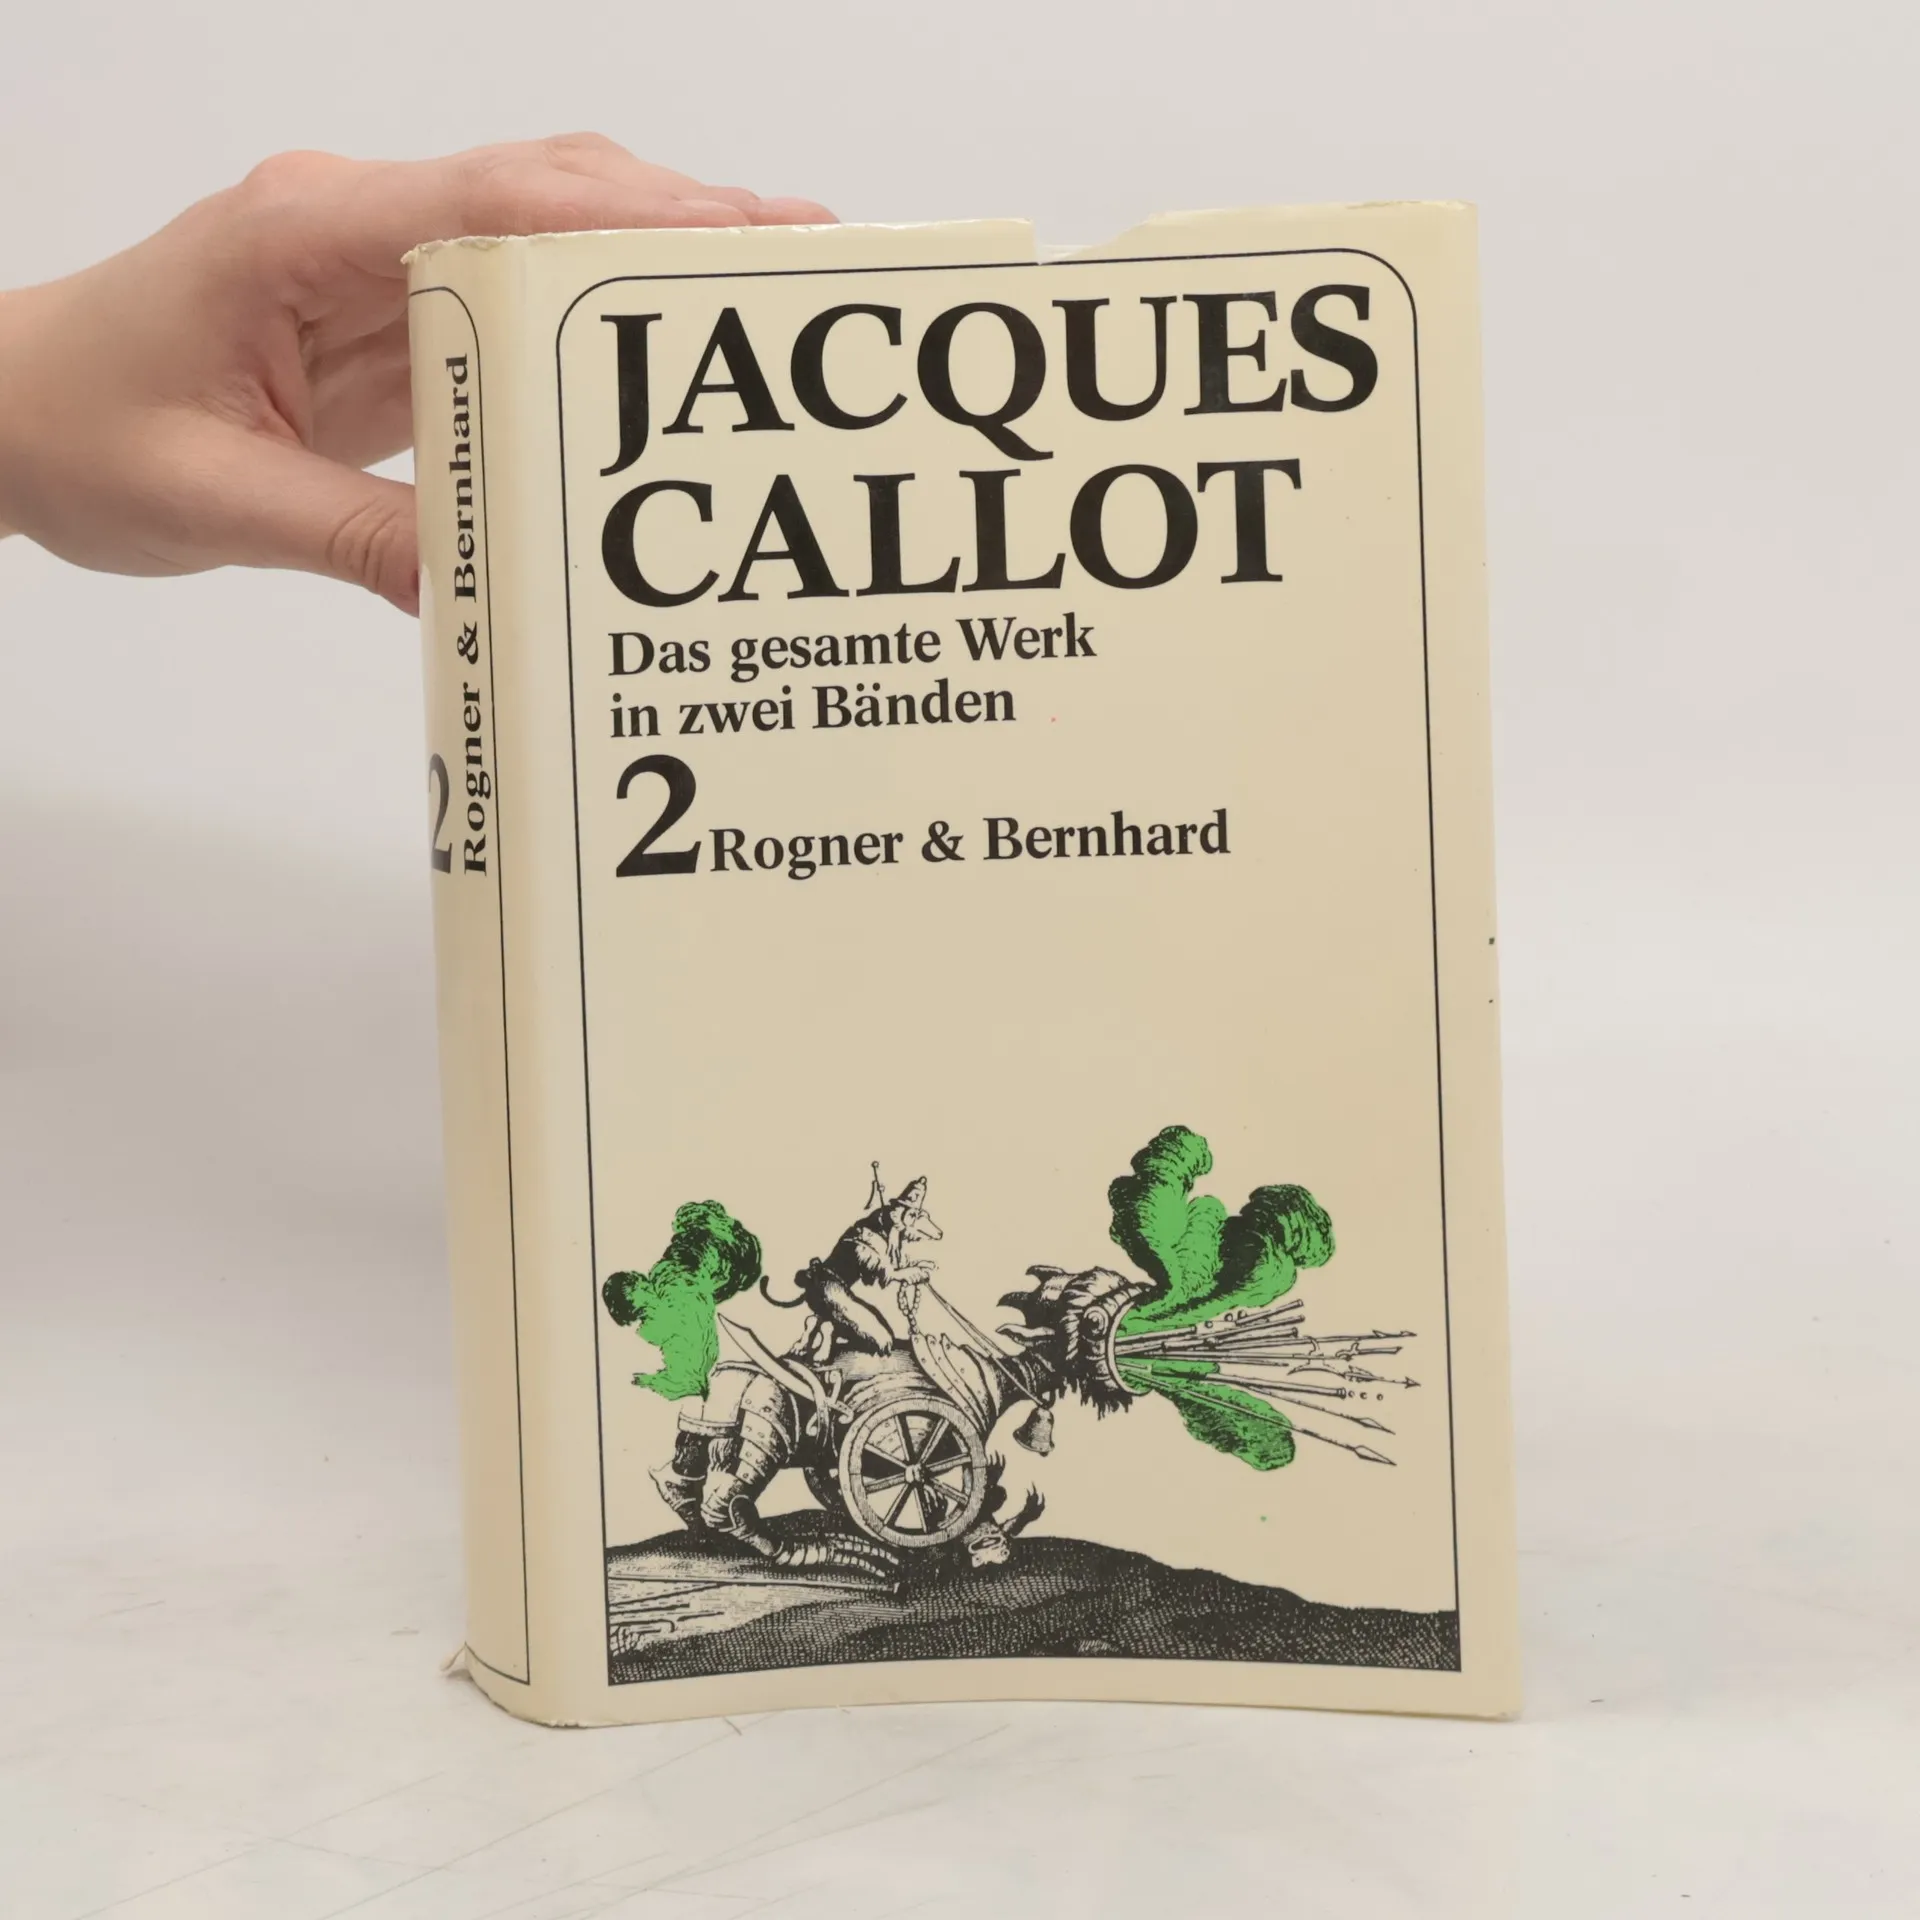 JACQUES
CALLOT
Das gesamte Werk
in zwei Bänden
2 Rogner & Bernhard
2
Rogner & Bernhard